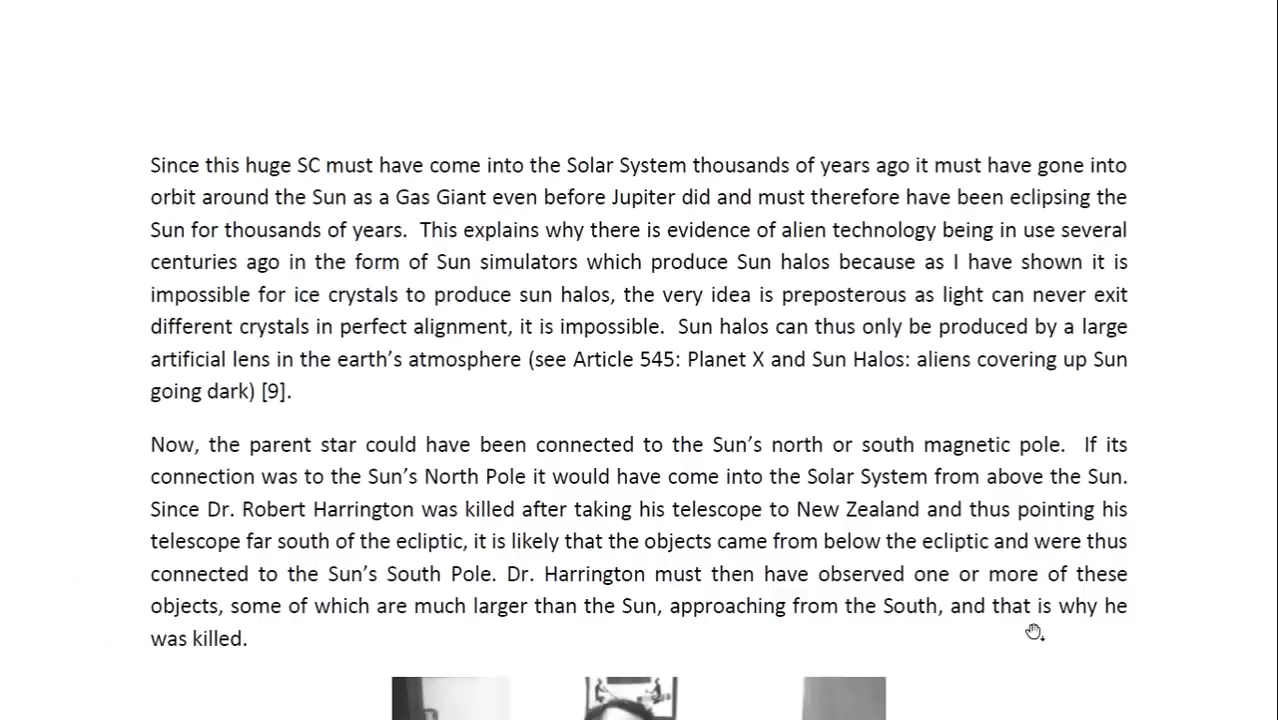 Since this huge SC must have come into the Solar System thousands of years ago it must have gone into
orbit around the Sun as a Gas Giant even before Jupiter did and must therefore have been eclipsing the
Sun for thousands of years.  This explains why there is evidence of alien technology being in use several
centuries ago in the form of Sun simulators which produce Sun halos because as I have shown it is
impossible for ice crystals to produce sun halos, the very idea is preposterous as light can never exit
different crystals in perfect alignment, it is impossible.  Sun halos can thus only be produced by a large
artificial lens in the earth’s atmosphere (see Article 545: Planet X and Sun Halos: aliens covering up Sun
going dark) [9].
Now, the parent star could have been connected to the Sun’s north or south magnetic pole.  If its
connection was to the Sun’s North Pole it would have come into the Solar System from above the Sun.
Since Dr. Robert Harrington was killed after taking his telescope to New Zealand and thus pointing his
telescope far south of the ecliptic, it is likely that the objects came from below the ecliptic and were thus
connected to the Sun’s South Pole. Dr. Harrington must then have observed one or more of these
objects, some of which are much larger than the Sun, approaching from the South, and that is why he
was killed.